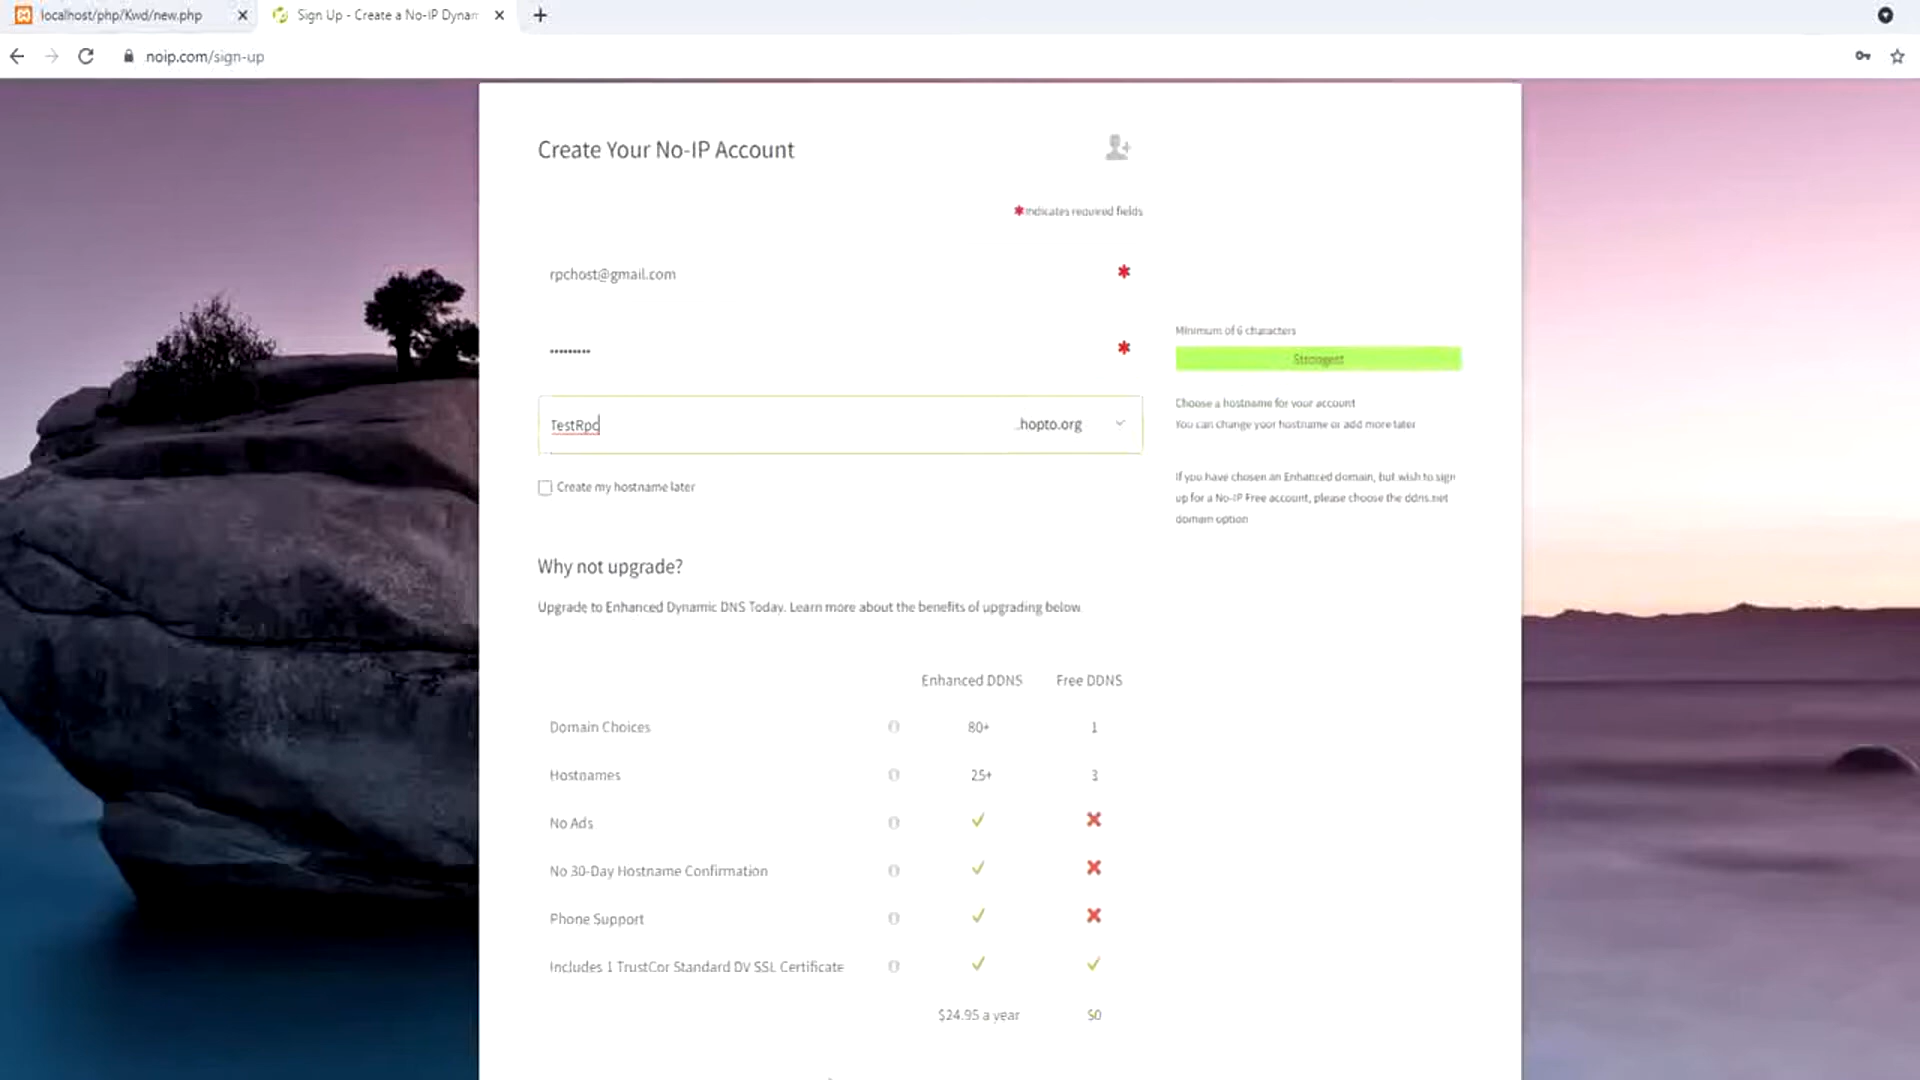 localhost/php/Kwd/new.php
Sign Up - Create a No-IP Dynam
noip.com/sign-up
Create Your No-IP Account
*Indicates required fields
rpchost@gmail.com *
••••••••• *
Minimum of 6 characters
Strongest
TestRpc .hopto.org
Choose a hostname for your account
You can change your hostname or add more later
Create my hostname later
If you have chosen an Enhanced domain, but wish to sign
up for a No-IP Free account, please choose the ddns.net
domain option
Why not upgrade?
Upgrade to Enhanced Dynamic DNS Today. Learn more about the benefits of upgrading below
Enhanced DDNS Free DDNS
Domain Choices 80+ 1
Hostnames 25+ 3
No Ads
No 30-Day Hostname Confirmation
Phone Support
Includes 1 TrustCor Standard DV SSL Certificate
$24.95 a year $0